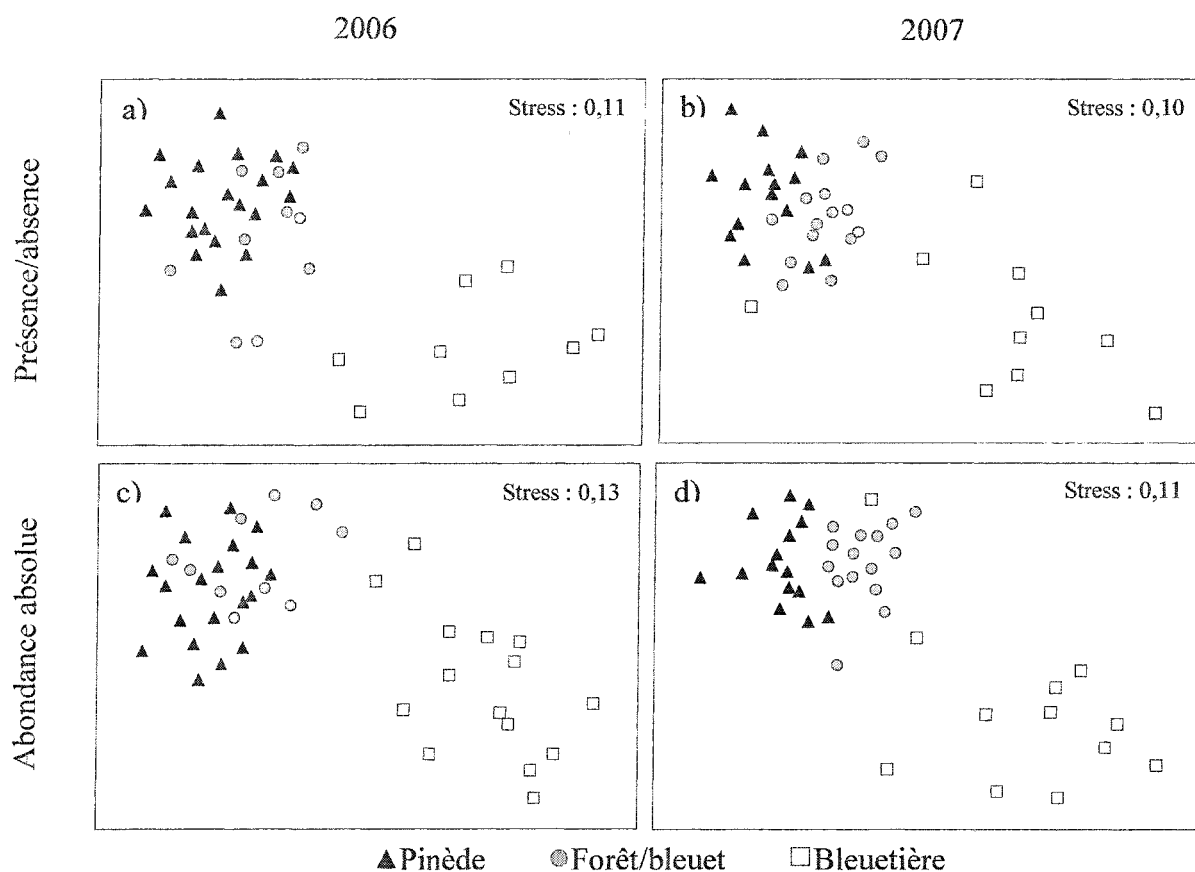 2006 2007
a) Stress : 0,11 b) Stress : 0,10
Présence/absence
c) Stress : 0,13 d) Stress : 0,11
Abondance absolue
Pinède Forêt/bleuet Bleuetière